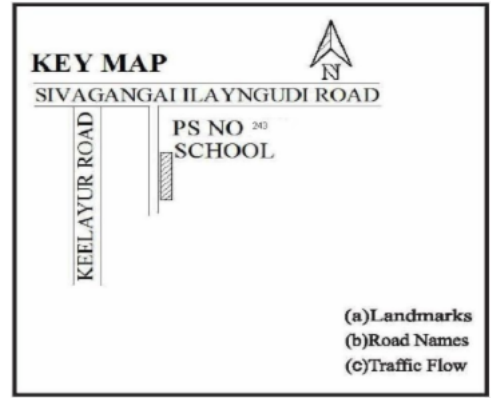 N
KEY MAP
SIVAGANGAI ILAYNGUDI ROAD
PS NO 243
SCHOOL
KEELAYUR ROAD
(a)Landmarks
(b)Road Names
(c)Traffic Flow